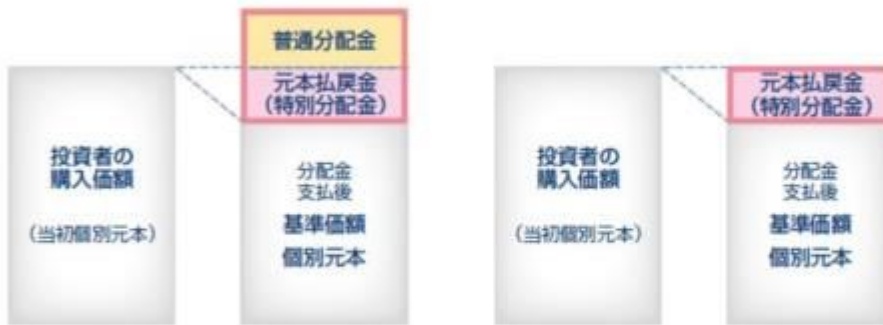 普通分配金
元本払戻金
（特別分配金）
投資者の
購入価額
（当初個別元本）
分配金
支払後
基準価額
個別元本
元本払戻金
（特別分配金）
投資者の
購入価額
（当初個別元本）
分配金
支払後
基準価額
個別元本